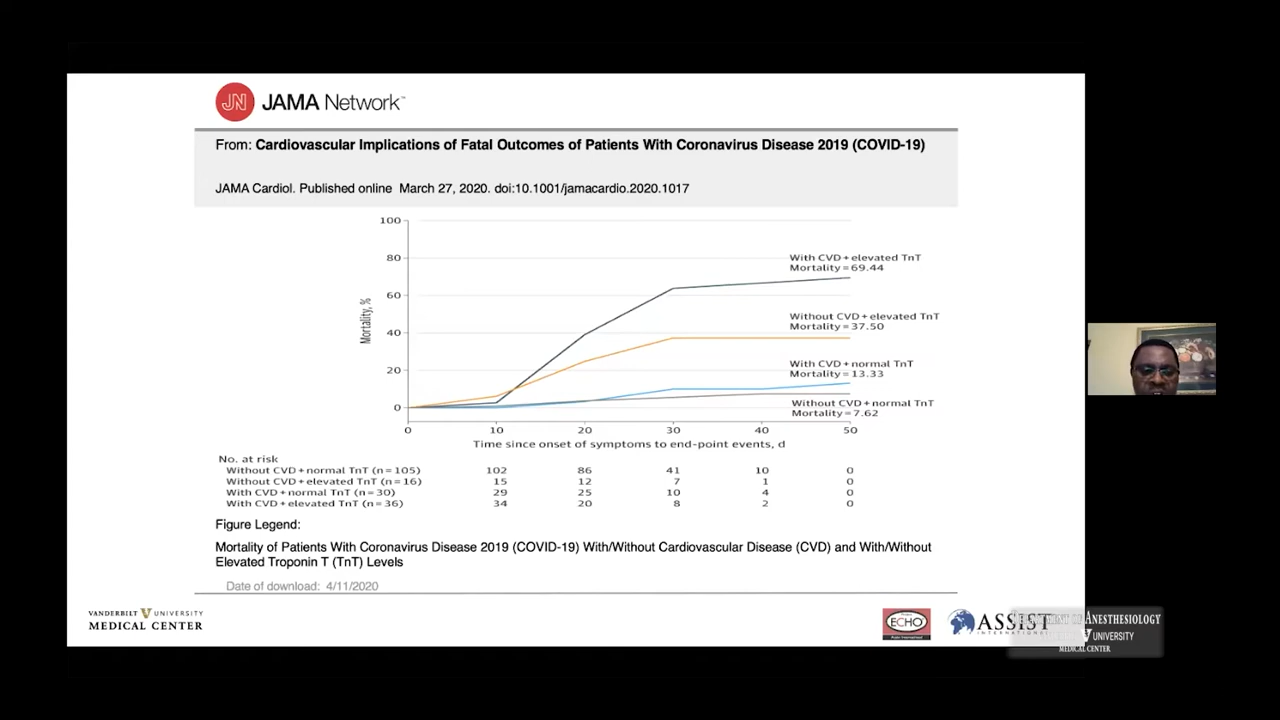 JN JAMA Network™
From: Cardiovascular Implications of Fatal Outcomes of Patients With Coronavirus Disease 2019 (COVID-19)
JAMA Cardiol. Published online March 27, 2020. doi:10.1001/jamacardio.2020.1017
100
80
60
40
20
0
Mortality, %
With CVD + elevated TnT
Mortality = 69.44
Without CVD + elevated TnT
Mortality = 37.50
With CVD + normal TnT
Mortality = 13.33
Without CVD + normal TnT
Mortality = 7.62
0 10 20 30 40 50
Time since onset of symptoms to end-point events, d
No. at risk
Without CVD + normal TnT (n = 105) 102 86 41 10 0
Without CVD + elevated TnT (n = 16) 15 12 7 1 0
With CVD + normal TnT (n = 30) 29 25 10 4 0
With CVD + elevated TnT (n = 36) 34 20 8 2 0
Figure Legend:
Mortality of Patients With Coronavirus Disease 2019 (COVID-19) With/Without Cardiovascular Disease (CVD) and With/Without
Elevated Troponin T (TnT) Levels
Date of download: 4/11/2020
VANDERBILT V UNIVERSITY
MEDICAL CENTER
ECHO
ASSIST
INTERNATIONAL
OF ANESTHESIOLOGY
V UNIVERSITY
MEDICAL CENTER